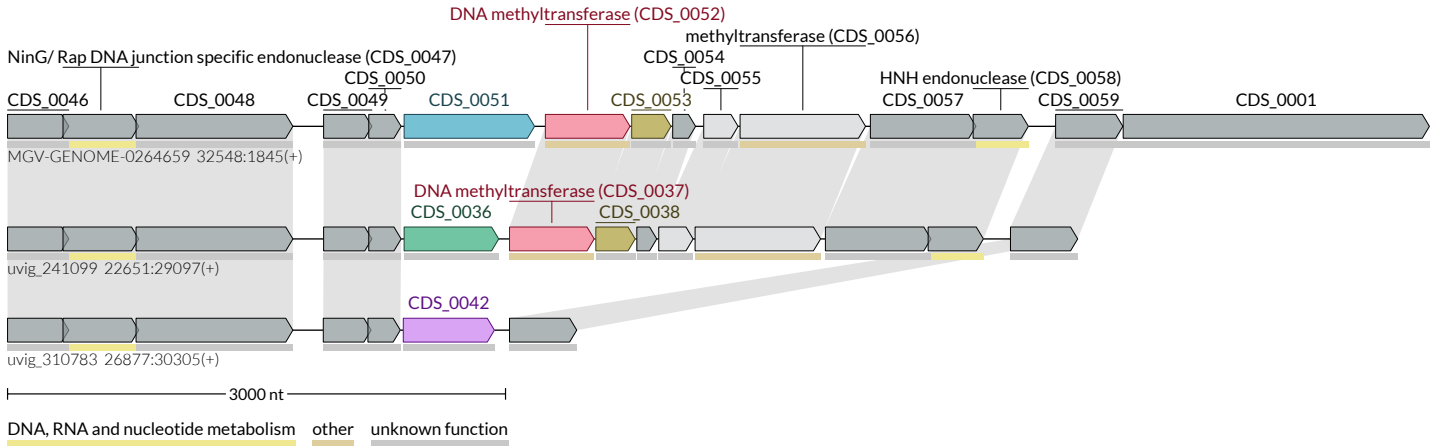 DNA methyltransferase (CDS_0052)
methyltransferase (CDS_0056)
NinG/ Rap DNA junction specific endonuclease (CDS_0047)
CDS_0054
CDS_0050
CDS_0055
HNH endonuclease (CDS_0058)
CDS_0046
CDS_0048
CDS_0049
CDS_0051
CDS_0053
CDS_0057
CDS_0059
CDS_0001
MGV-GENOME-0264659 32548:1845(+)
DNA methyltransferase (CDS_0037)
CDS_0036
CDS_0038
uvig_241099 22651:29097(+)
CDS_0042
uvig_310783 26877:30305(+)
3000 nt
DNA, RNA and nucleotide metabolism
other
unknown function